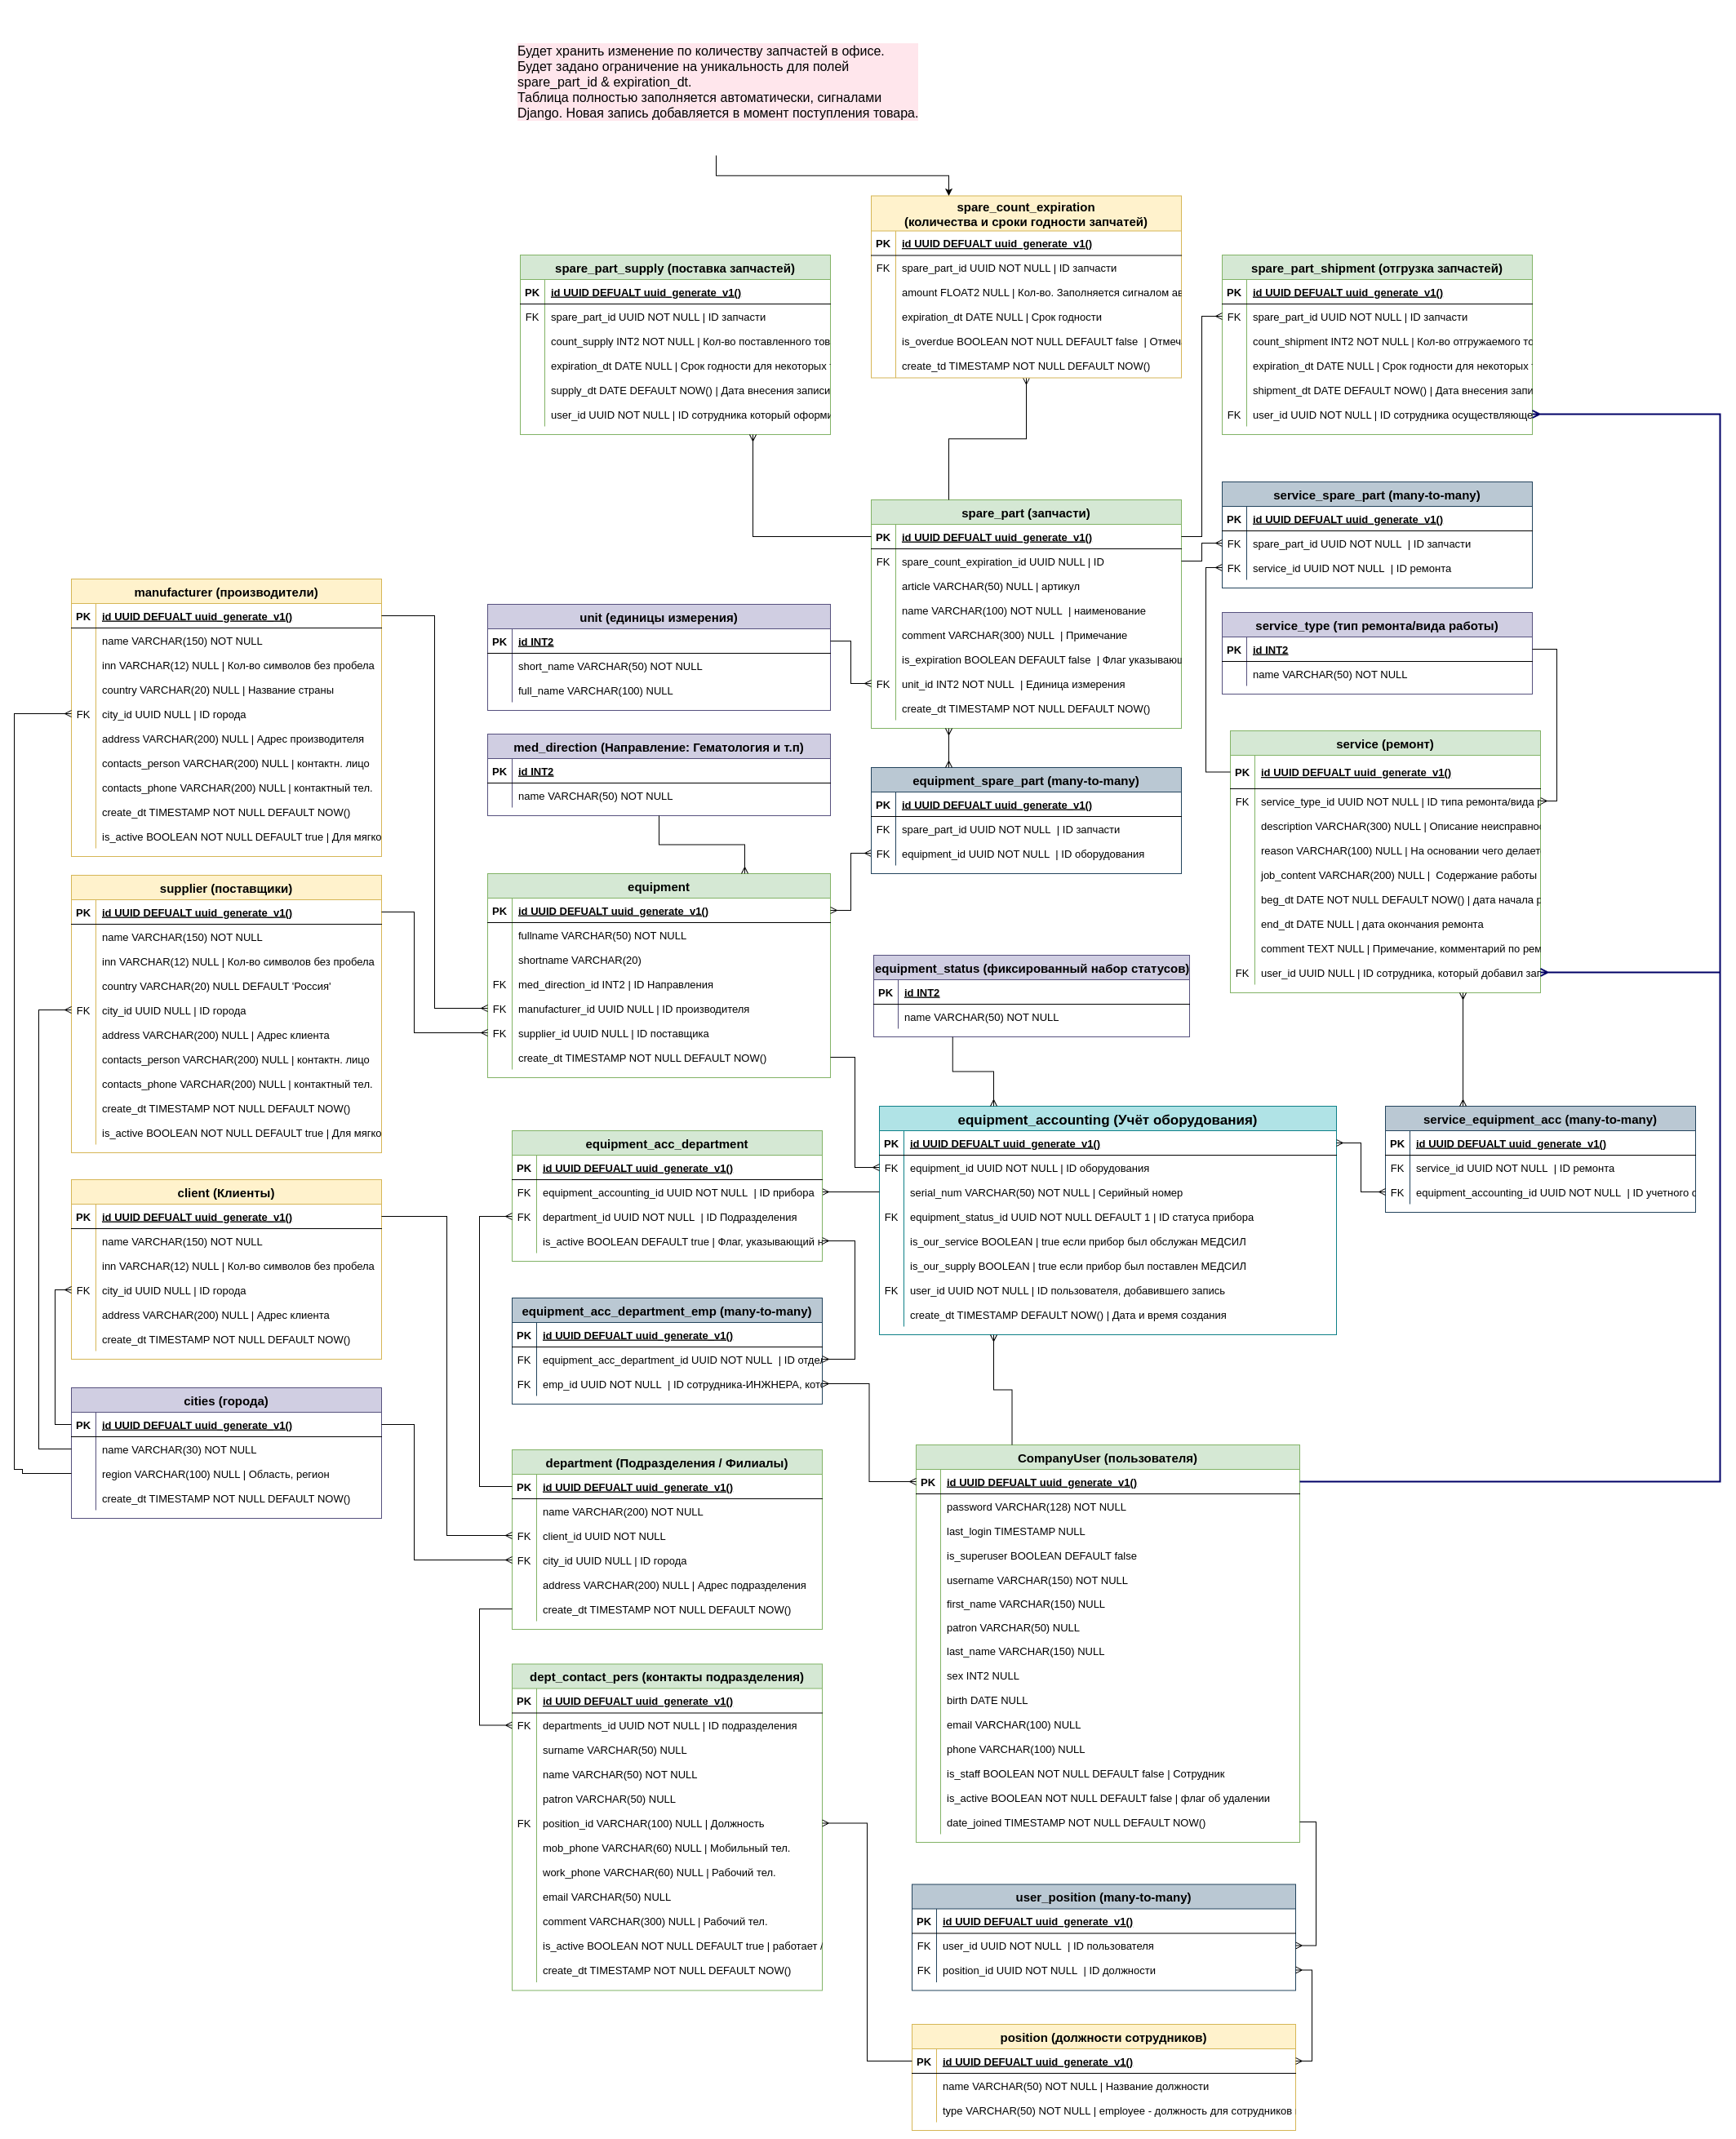 Будет хранить изменение по количеству запчастей в офисе.
Будет задано ограничение на уникальность для полей
spare_part_id & expiration_dt.
Таблица полностью заполняется автоматически, сигналами
Django. Новая запись добавляется в момент поступления товара.
spare_count_expiration
(количества и сроки годности запчатей)
PK id UUID DEFUALT uuid_generate_v1()
FK spare_part_id UUID NOT NULL | ID запчасти
amount FLOAT2 NULL | Кол-во. Заполняется сигналом ав
expiration_dt DATE NULL | Срок годности
is_overdue BOOLEAN NOT NULL DEFAULT false | Отмеч
create_td TIMESTAMP NOT NULL DEFAULT NOW()
spare_part_supply (поставка запчастей)
PK id UUID DEFUALT uuid_generate_v1()
FK spare_part_id UUID NOT NULL | ID запчасти
count_supply INT2 NOT NULL | Кол-во поставленного тов
expiration_dt DATE NULL | Срок годности для некоторых
supply_dt DATE DEFAULT NOW() | Дата внесения записи
user_id UUID NOT NULL | ID сотрудника который оформи
spare_part_shipment (отгрузка запчастей)
PK id UUID DEFUALT uuid_generate_v1()
FK spare_part_id UUID NOT NULL | ID запчасти
count_shipment INT2 NOT NULL | Кол-во отгружаемого то
expiration_dt DATE NULL | Срок годности для некоторых
shipment_dt DATE DEFAULT NOW() | Дата внесения запи
FK user_id UUID NOT NULL | ID сотрудника осуществляюще
spare_part (запчасти)
PK id UUID DEFUALT uuid_generate_v1()
FK spare_count_expiration_id UUID NULL | ID
article VARCHAR(50) NULL | артикул
name VARCHAR(100) NOT NULL | наименование
comment VARCHAR(300) NULL | Примечание
is_expiration BOOLEAN DEFAULT false | Флаг указывающ
FK unit_id INT2 NOT NULL | Единица измерения
create_dt TIMESTAMP NOT NULL DEFAULT NOW()
service_spare_part (many-to-many)
PK id UUID DEFUALT uuid_generate_v1()
FK spare_part_id UUID NOT NULL | ID запчасти
FK service_id UUID NOT NULL | ID ремонта
manufacturer (производители)
PK id UUID DEFUALT uuid_generate_v1()
name VARCHAR(150) NOT NULL
inn VARCHAR(12) NULL | Кол-во символов без пробела
country VARCHAR(20) NULL | Название страны
FK city_id UUID NULL | ID города
address VARCHAR(200) NULL | Адрес производителя
contacts_person VARCHAR(200) NULL | контактн. лицо
contacts_phone VARCHAR(200) NULL | контактный тел.
create_dt TIMESTAMP NOT NULL DEFAULT NOW()
is_active BOOLEAN NOT NULL DEFAULT true | Для мягко
unit (единицы измерения)
PK id INT2
short_name VARCHAR(50) NOT NULL
full_name VARCHAR(100) NULL
service_type (тип ремонта/вида работы)
PK id INT2
name VARCHAR(50) NOT NULL
med_direction (Направление: Гематология и т.п)
PK id INT2
name VARCHAR(50) NOT NULL
service (ремонт)
PK id UUID DEFUALT uuid_generate_v1()
FK service_type_id UUID NOT NULL | ID типа ремонта/вида р
description VARCHAR(300) NULL | Описание неисправно
reason VARCHAR(100) NULL | На основании чего делает
job_content VARCHAR(200) NULL | Содержание работы
beg_dt DATE NOT NULL DEFAULT NOW() | дата начала р
end_dt DATE NULL | дата окончания ремонта
comment TEXT NULL | Примечание, комментарий по рем
FK user_id UUID NULL | ID сотрудника, который добавил зап
equipment_spare_part (many-to-many)
PK id UUID DEFUALT uuid_generate_v1()
FK spare_part_id UUID NOT NULL | ID запчасти
FK equipment_id UUID NOT NULL | ID оборудования
supplier (поставщики)
PK id UUID DEFUALT uuid_generate_v1()
name VARCHAR(150) NOT NULL
inn VARCHAR(12) NULL | Кол-во символов без пробела
country VARCHAR(20) NULL DEFAULT 'Россия'
FK city_id UUID NULL | ID города
address VARCHAR(200) NULL | Адрес клиента
contacts_person VARCHAR(200) NULL | контактн. лицо
contacts_phone VARCHAR(200) NULL | контактный тел.
create_dt TIMESTAMP NOT NULL DEFAULT NOW()
is_active BOOLEAN NOT NULL DEFAULT true | Для мягко
equipment
PK id UUID DEFUALT uuid_generate_v1()
fullname VARCHAR(50) NOT NULL
shortname VARCHAR(20)
FK med_direction_id INT2 | ID Направления
FK manufacturer_id UUID NULL | ID производителя
FK supplier_id UUID NULL | ID поставщика
create_dt TIMESTAMP NOT NULL DEFAULT NOW()
equipment_status (фиксированный набор статусов)
PK id INT2
name VARCHAR(50) NOT NULL
equipment_accounting (Учёт оборудования)
PK id UUID DEFUALT uuid_generate_v1()
FK equipment_id UUID NOT NULL | ID оборудования
serial_num VARCHAR(50) NOT NULL | Серийный номер
FK equipment_status_id UUID NOT NULL DEFAULT 1 | ID статуса прибора
is_our_service BOOLEAN | true если прибор был обслужан МЕДСИЛ
is_our_supply BOOLEAN | true если прибор был поставлен МЕДСИЛ
FK user_id UUID NOT NULL | ID пользователя, добавившего запись
create_dt TIMESTAMP DEFAULT NOW() | Дата и время создания
service_equipment_acc (many-to-many)
PK id UUID DEFUALT uuid_generate_v1()
FK service_id UUID NOT NULL | ID ремонта
FK equipment_accounting_id UUID NOT NULL | ID учетного о
equipment_acc_department
PK id UUID DEFUALT uuid_generate_v1()
FK equipment_accounting_id UUID NOT NULL | ID прибора
FK department_id UUID NOT NULL | ID Подразделения
is_active BOOLEAN DEFAULT true | Флаг, указывающий н
client (Клиенты)
PK id UUID DEFUALT uuid_generate_v1()
name VARCHAR(150) NOT NULL
inn VARCHAR(12) NULL | Кол-во символов без пробела
FK city_id UUID NULL | ID города
address VARCHAR(200) NULL | Адрес клиента
create_dt TIMESTAMP NOT NULL DEFAULT NOW()
equipment_acc_department_emp (many-to-many)
PK id UUID DEFUALT uuid_generate_v1()
FK equipment_acc_department_id UUID NOT NULL | ID отдел
FK emp_id UUID NOT NULL | ID сотрудника-ИНЖНЕРА, кото
cities (города)
PK id UUID DEFUALT uuid_generate_v1()
name VARCHAR(30) NOT NULL
region VARCHAR(100) NULL | Область, регион
create_dt TIMESTAMP NOT NULL DEFAULT NOW()
department (Подразделения / Филиалы)
PK id UUID DEFUALT uuid_generate_v1()
name VARCHAR(200) NOT NULL
FK client_id UUID NOT NULL
FK city_id UUID NULL | ID города
address VARCHAR(200) NULL | Адрес подразделения
create_dt TIMESTAMP NOT NULL DEFAULT NOW()
CompanyUser (пользователя)
PK id UUID DEFUALT uuid_generate_v1()
password VARCHAR(128) NOT NULL
last_login TIMESTAMP NULL
is_superuser BOOLEAN DEFAULT false
username VARCHAR(150) NOT NULL
first_name VARCHAR(150) NULL
patron VARCHAR(50) NULL
last_name VARCHAR(150) NULL
sex INT2 NULL
birth DATE NULL
email VARCHAR(100) NULL
phone VARCHAR(100) NULL
is_staff BOOLEAN NOT NULL DEFAULT false | Сотрудник
is_active BOOLEAN NOT NULL DEFAULT false | флаг об удалении
date_joined TIMESTAMP NOT NULL DEFAULT NOW()
dept_contact_pers (контакты подразделения)
PK id UUID DEFUALT uuid_generate_v1()
FK departments_id UUID NOT NULL | ID подразделения
surname VARCHAR(50) NULL
name VARCHAR(50) NOT NULL
patron VARCHAR(50) NULL
FK position_id VARCHAR(100) NULL | Должность
mob_phone VARCHAR(60) NULL | Мобильный тел.
work_phone VARCHAR(60) NULL | Рабочий тел.
email VARCHAR(50) NULL
comment VARCHAR(300) NULL | Рабочий тел.
is_active BOOLEAN NOT NULL DEFAULT true | работает /
create_dt TIMESTAMP NOT NULL DEFAULT NOW()
user_position (many-to-many)
PK id UUID DEFUALT uuid_generate_v1()
FK user_id UUID NOT NULL | ID пользователя
FK position_id UUID NOT NULL | ID должности
position (должности сотрудников)
PK id UUID DEFUALT uuid_generate_v1()
name VARCHAR(50) NOT NULL | Название должности
type VARCHAR(50) NOT NULL | employee - должность для сотрудников